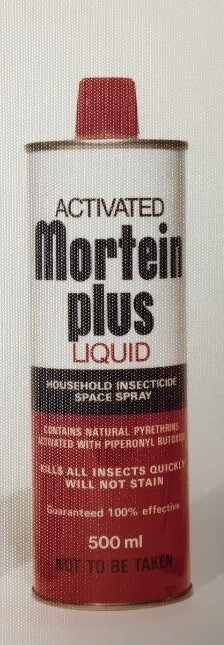 ACTIVATED
Mortein
plus
LIQUID
HOUSEHOLD INSECTICIDE
SPACE SPRAY
CONTAINS NATURAL PYRETHRINS
ACTIVATED WITH PIPERONYL BUTOXIDE
KILLS ALL INSECTS QUICKLY
WILL NOT STAIN
Guaranteed 100% effective
500 ml
NOT TO BE TAKEN